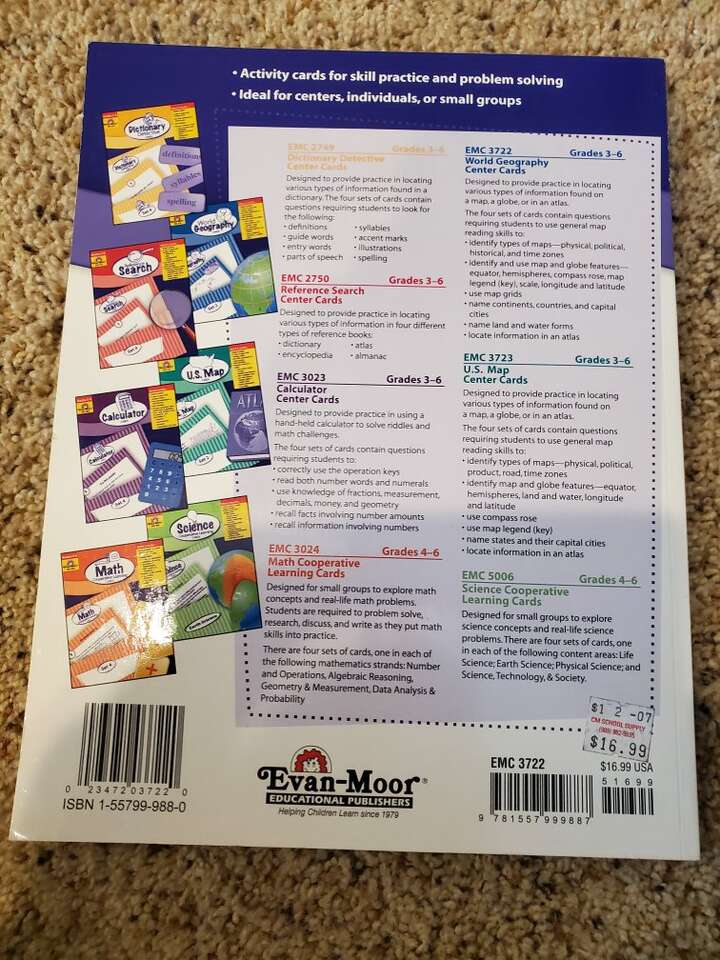 • Activity cards for skill practice and problem solving
• Ideal for centers, individuals, or small groups
Dictionary
definition
syllables
spelling
World
Geography
Search
Search
U.S. Map
Map
ATLAS
Calculator
Calculator
Science
Math
Math
EMC 2749 Grades 3–6
Dictionary Detective
Center Cards
Designed to provide practice in locating
various types of information found in a
dictionary. The four sets of cards contain
questions requiring students to look for
the following:
• definitions • syllables
• guide words • accent marks
• entry words • illustrations
• parts of speech • spelling
EMC 2750 Grades 3–6
Reference Search
Center Cards
Designed to provide practice in locating
various types of information in four different
types of reference books:
• dictionary • atlas
• encyclopedia • almanac
EMC 3023 Grades 3–6
Calculator
Center Cards
Designed to provide practice in using a
hand-held calculator to solve riddles and
math challenges.
The four sets of cards contain questions
requiring students to:
• correctly use the operation keys
• read both number words and numerals
• use knowledge of fractions, measurement,
decimals, money, and geometry
• recall facts involving number amounts
• recall information involving numbers
EMC 3024 Grades 4–6
Math Cooperative
Learning Cards
Designed for small groups to explore math
concepts and real-life math problems.
Students are required to problem solve,
research, discuss, and write as they put math
skills into practice.
There are four sets of cards, one in each of
the following mathematics strands: Number
and Operations, Algebraic Reasoning,
Geometry & Measurement, Data Analysis &
Probability
EMC 3722 Grades 3–6
World Geography
Center Cards
Designed to provide practice in locating
various types of information found on
a map, a globe, or in an atlas.
The four sets of cards contain questions
requiring students to use general map
reading skills to:
• identify types of maps—physical, political,
historical, and time zones
• identify and use map and globe features—
equator, hemispheres, compass rose, map
legend (key), scale, longitude and latitude
• use map grids
• name continents, countries, and capital
cities
• name land and water forms
• locate information in an atlas
EMC 3723 Grades 3–6
U.S. Map
Center Cards
Designed to provide practice in locating
various types of information found on
a map, a globe, or in an atlas.
The four sets of cards contain questions
requiring students to use general map
reading skills to:
• identify types of maps—physical, political,
product, road, time zones
• identify map and globe features—equator,
hemispheres, land and water, longitude
and latitude
• use compass rose
• use map legend (key)
• name states and their capital cities
• locate information in an atlas
EMC 5006 Grades 4–6
Science Cooperative
Learning Cards
Designed for small groups to explore
science concepts and real-life science
problems. There are four sets of cards, one
in each of the following content areas: Life
Science; Earth Science; Physical Science; and
Science, Technology, & Society.
$1 2 -07
CM SCHOOL SUPPLY
$16.99
0 23472 03722 0
ISBN 1-55799-988-0
Evan-Moor®
EDUCATIONAL PUBLISHERS
Helping Children Learn since 1979
EMC 3722
$16.99 USA
51699
9 781557 999887